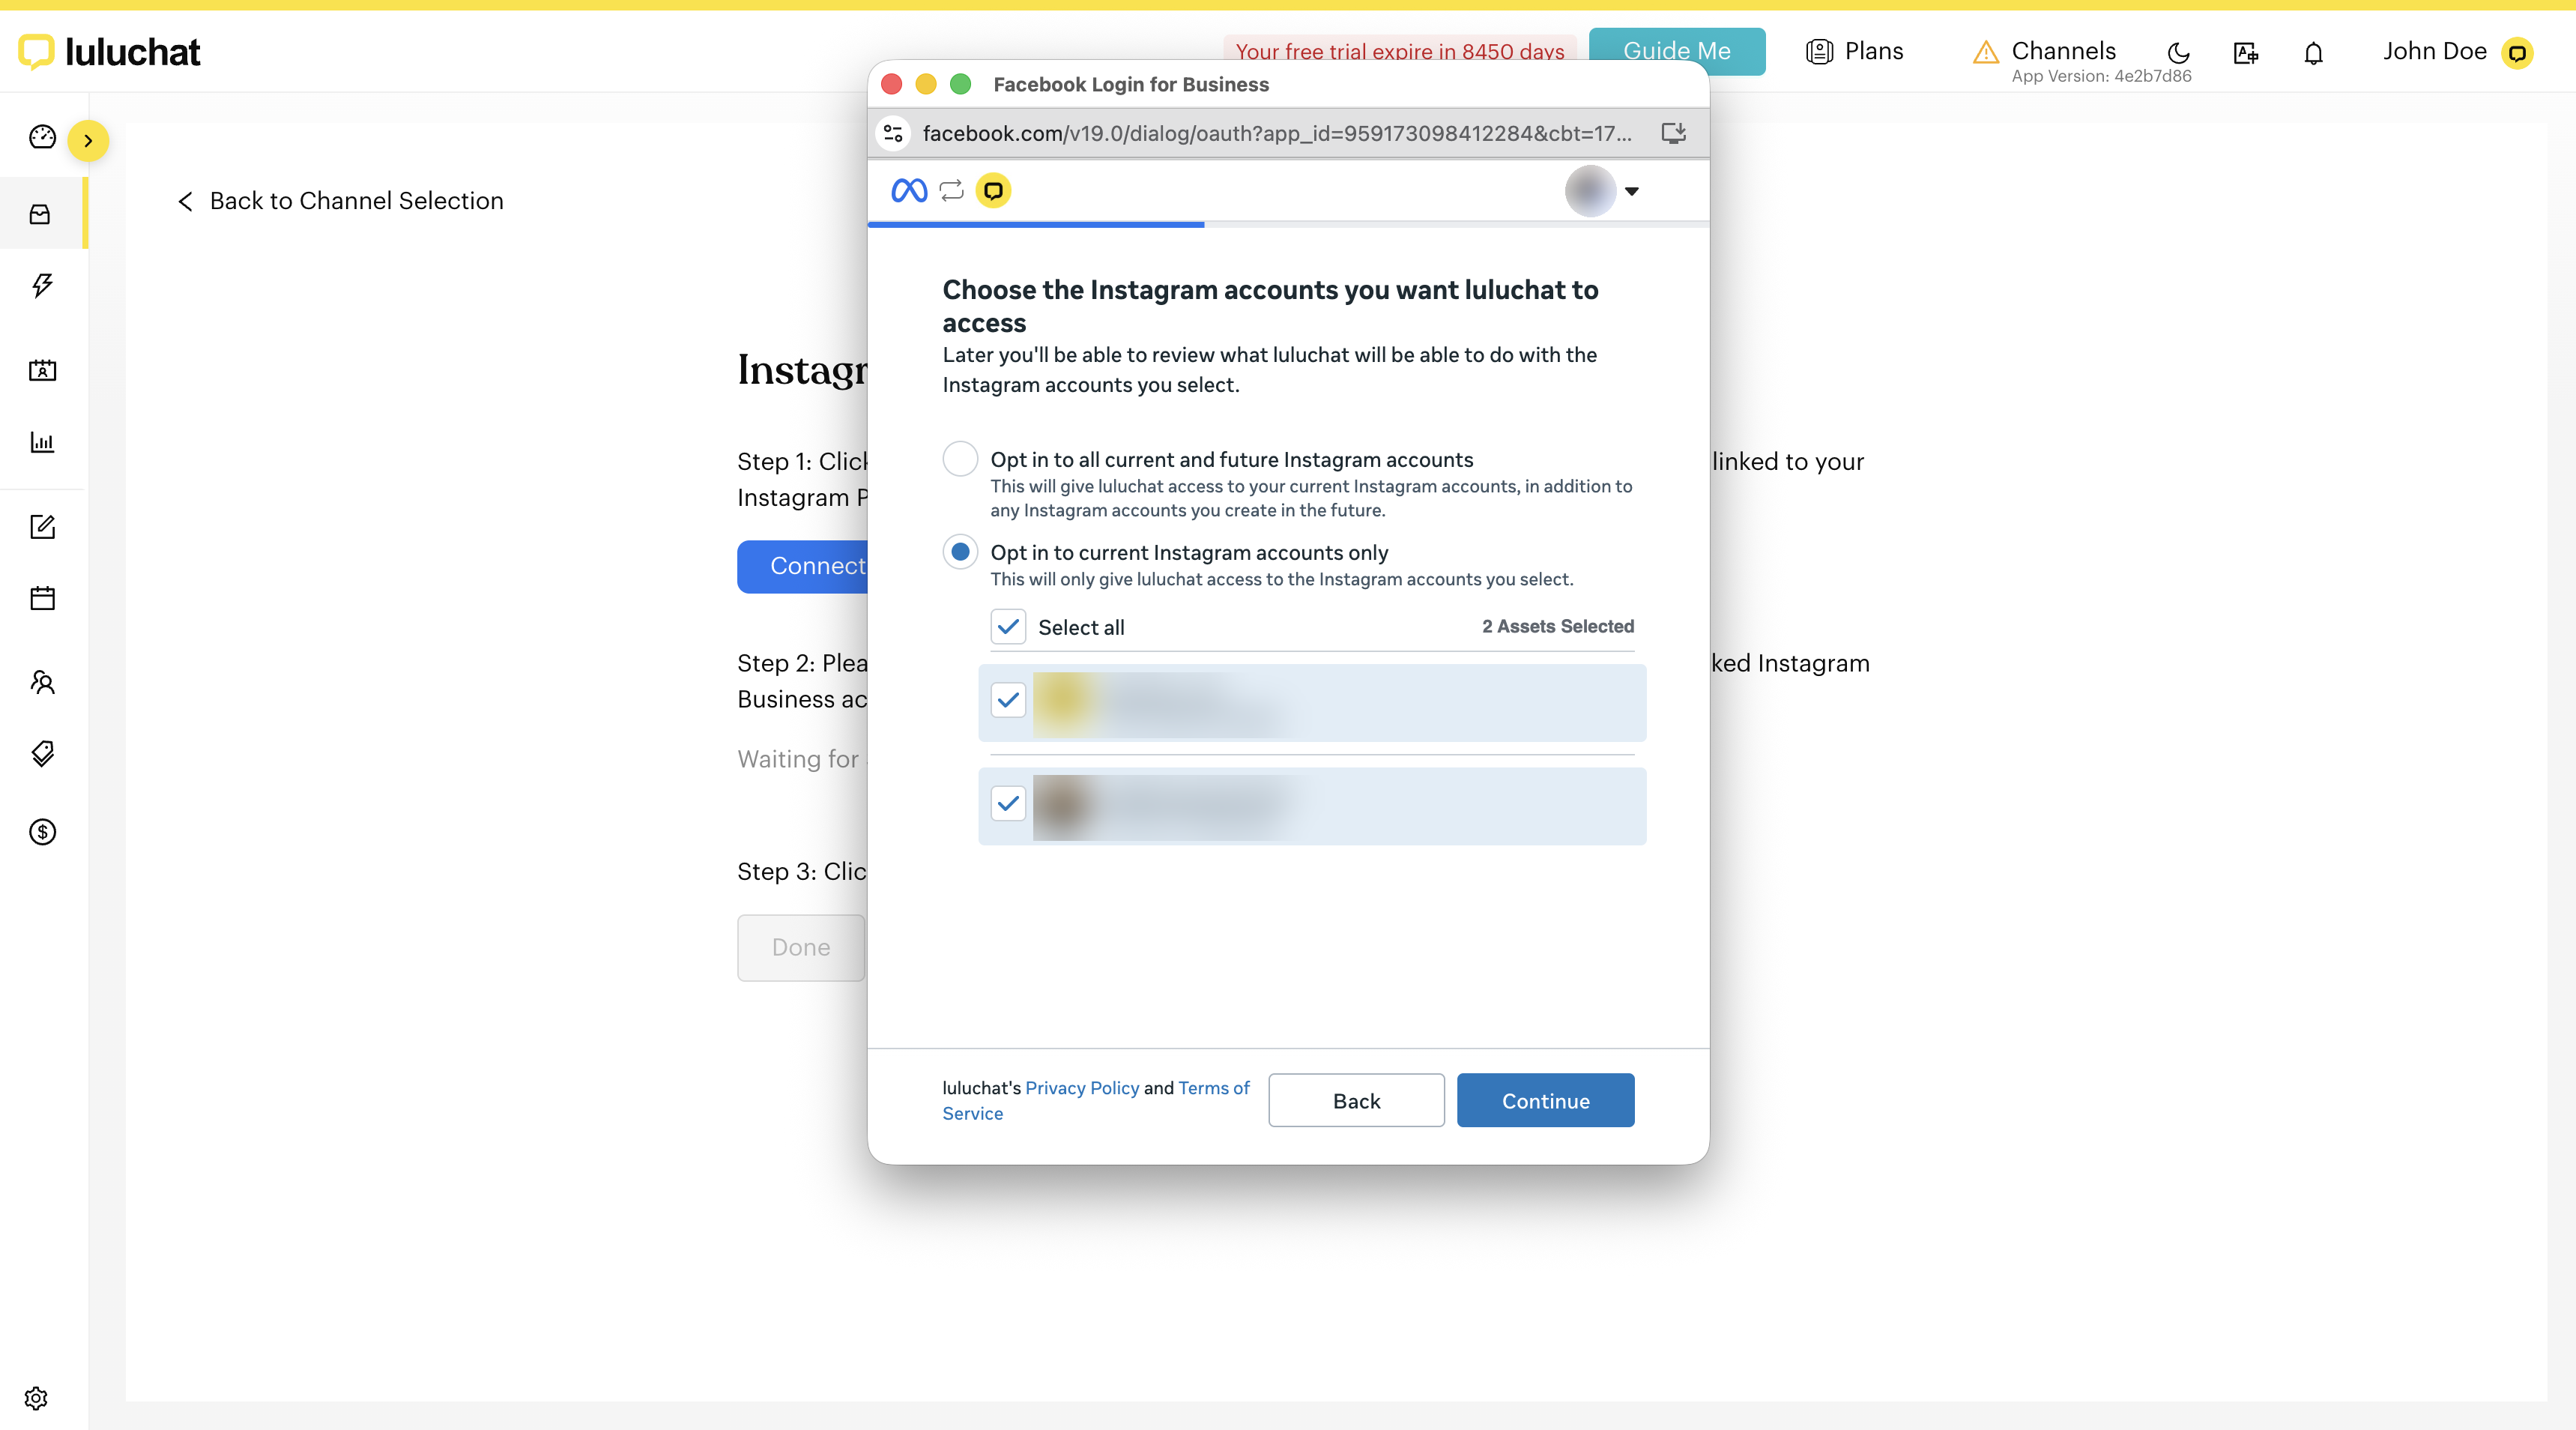 luluchat
Your free trial expire in 8450 days
Guide Me
Plans
Channels
App Version: 4e2b7d86
John Doe
Back to Channel Selection
Step 1: Click
linked to your
Instagram
Connect
Step 2:
Instagram
Business
Waiting for
Step 3:
Done
Facebook Login for Business
facebook.com/v19.0/dialog/oauth?app_id=959173098412284&cbt=17...
Choose the Instagram accounts you want luluchat to
access
Later you'll be able to review what luluchat will be able to do with the
Instagram accounts you select.
Opt in to all current and future Instagram accounts
This will give luluchat access to your current Instagram accounts, in addition to
any Instagram accounts you create in the future.
Opt in to current Instagram accounts only
This will only give luluchat access to the Instagram accounts you select.
Select all
2 Assets Selected
luluchat's Privacy Policy and Terms of
Service
Back
Continue